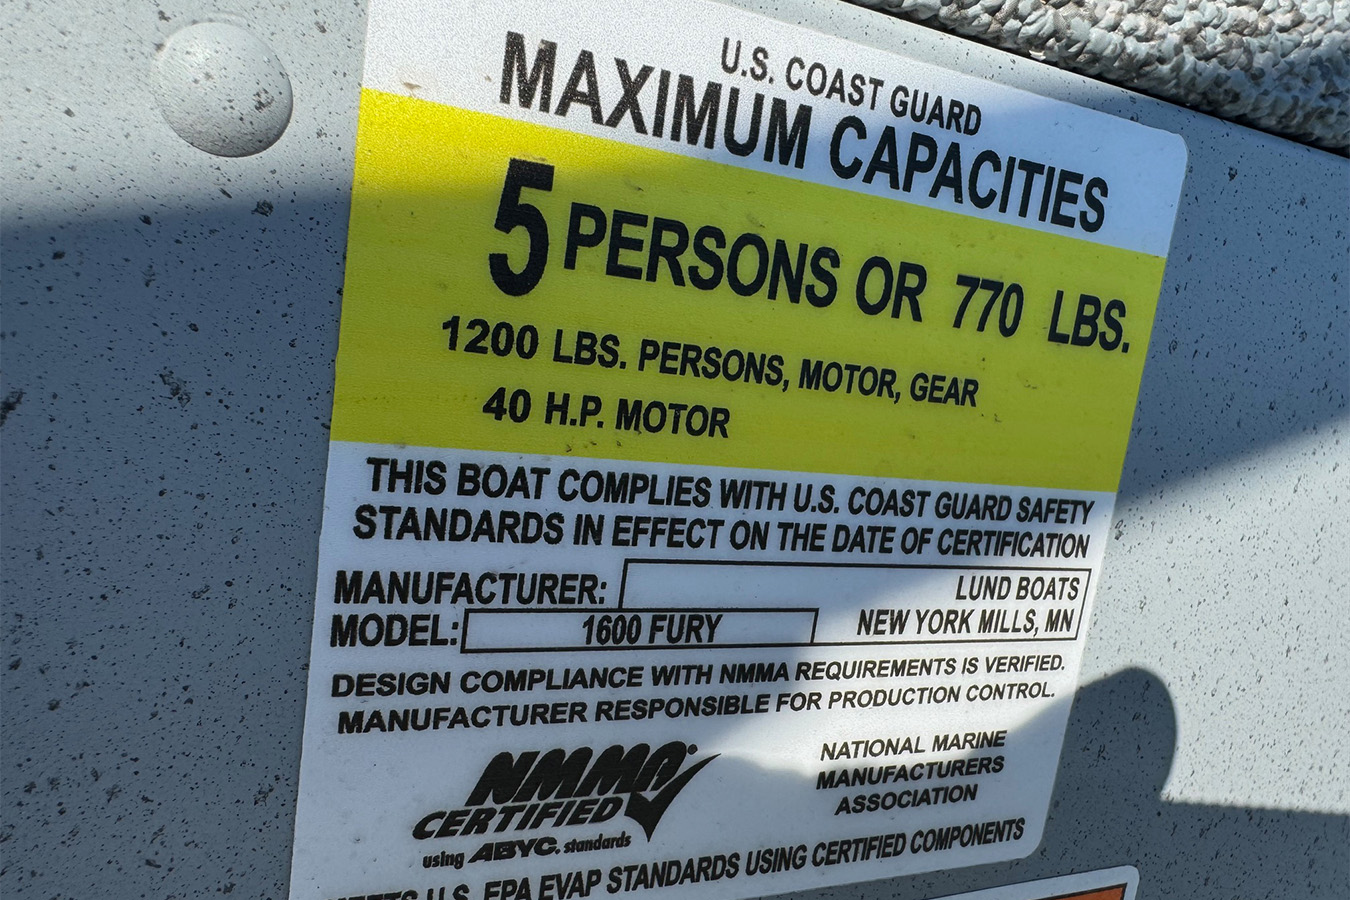 U.S. COAST GUARD
MAXIMUM CAPACITIES
5 PERSONS OR 770 LBS.
1200 LBS. PERSONS, MOTOR, GEAR
40 H.P. MOTOR
THIS BOAT COMPLIES WITH U.S. COAST GUARD SAFETY
STANDARDS IN EFFECT ON THE DATE OF CERTIFICATION
MANUFACTURER: LUND BOATS
MODEL: 1600 FURY NEW YORK MILLS, MN
DESIGN COMPLIANCE WITH NMMA REQUIREMENTS IS VERIFIED.
MANUFACTURER RESPONSIBLE FOR PRODUCTION CONTROL.
NMMA
CERTIFIED
using ABYC. standards
NATIONAL MARINE
MANUFACTURERS
ASSOCIATION
U.S. EPA EVAP STANDARDS USING CERTIFIED COMPONENTS